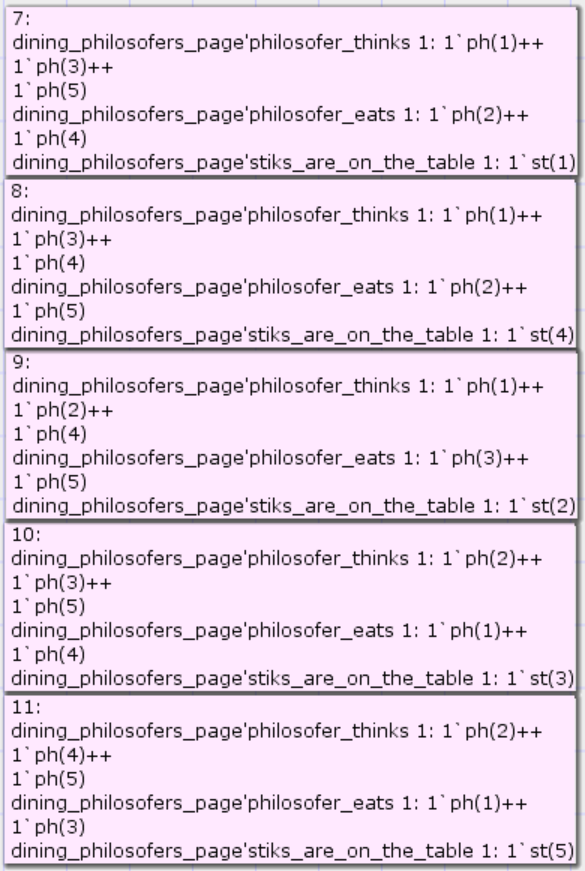 7:
dining_philosofers_page'philosofer_thinks 1: 1`ph(1)++
1`ph(3)++
1`ph(5)
dining_philosofers_page'philosofer_eats 1: 1`ph(2)++
1`ph(4)
dining_philosofers_page'stiks_are_on_the_table 1: 1`st(1)
8:
dining_philosofers_page'philosofer_thinks 1: 1`ph(1)++
1`ph(3)++
1`ph(4)
dining_philosofers_page'philosofer_eats 1: 1`ph(2)++
1`ph(5)
dining_philosofers_page'stiks_are_on_the_table 1: 1`st(4)
9:
dining_philosofers_page'philosofer_thinks 1: 1`ph(1)++
1`ph(2)++
1`ph(4)
dining_philosofers_page'philosofer_eats 1: 1`ph(3)++
1`ph(5)
dining_philosofers_page'stiks_are_on_the_table 1: 1`st(2)
10:
dining_philosofers_page'philosofer_thinks 1: 1`ph(2)++
1`ph(3)++
1`ph(5)
dining_philosofers_page'philosofer_eats 1: 1`ph(1)++
1`ph(4)
dining_philosofers_page'stiks_are_on_the_table 1: 1`st(3)
11:
dining_philosofers_page'philosofer_thinks 1: 1`ph(2)++
1`ph(4)++
1`ph(5)
dining_philosofers_page'philosofer_eats 1: 1`ph(1)++
1`ph(3)
dining_philosofers_page'stiks_are_on_the_table 1: 1`st(5)